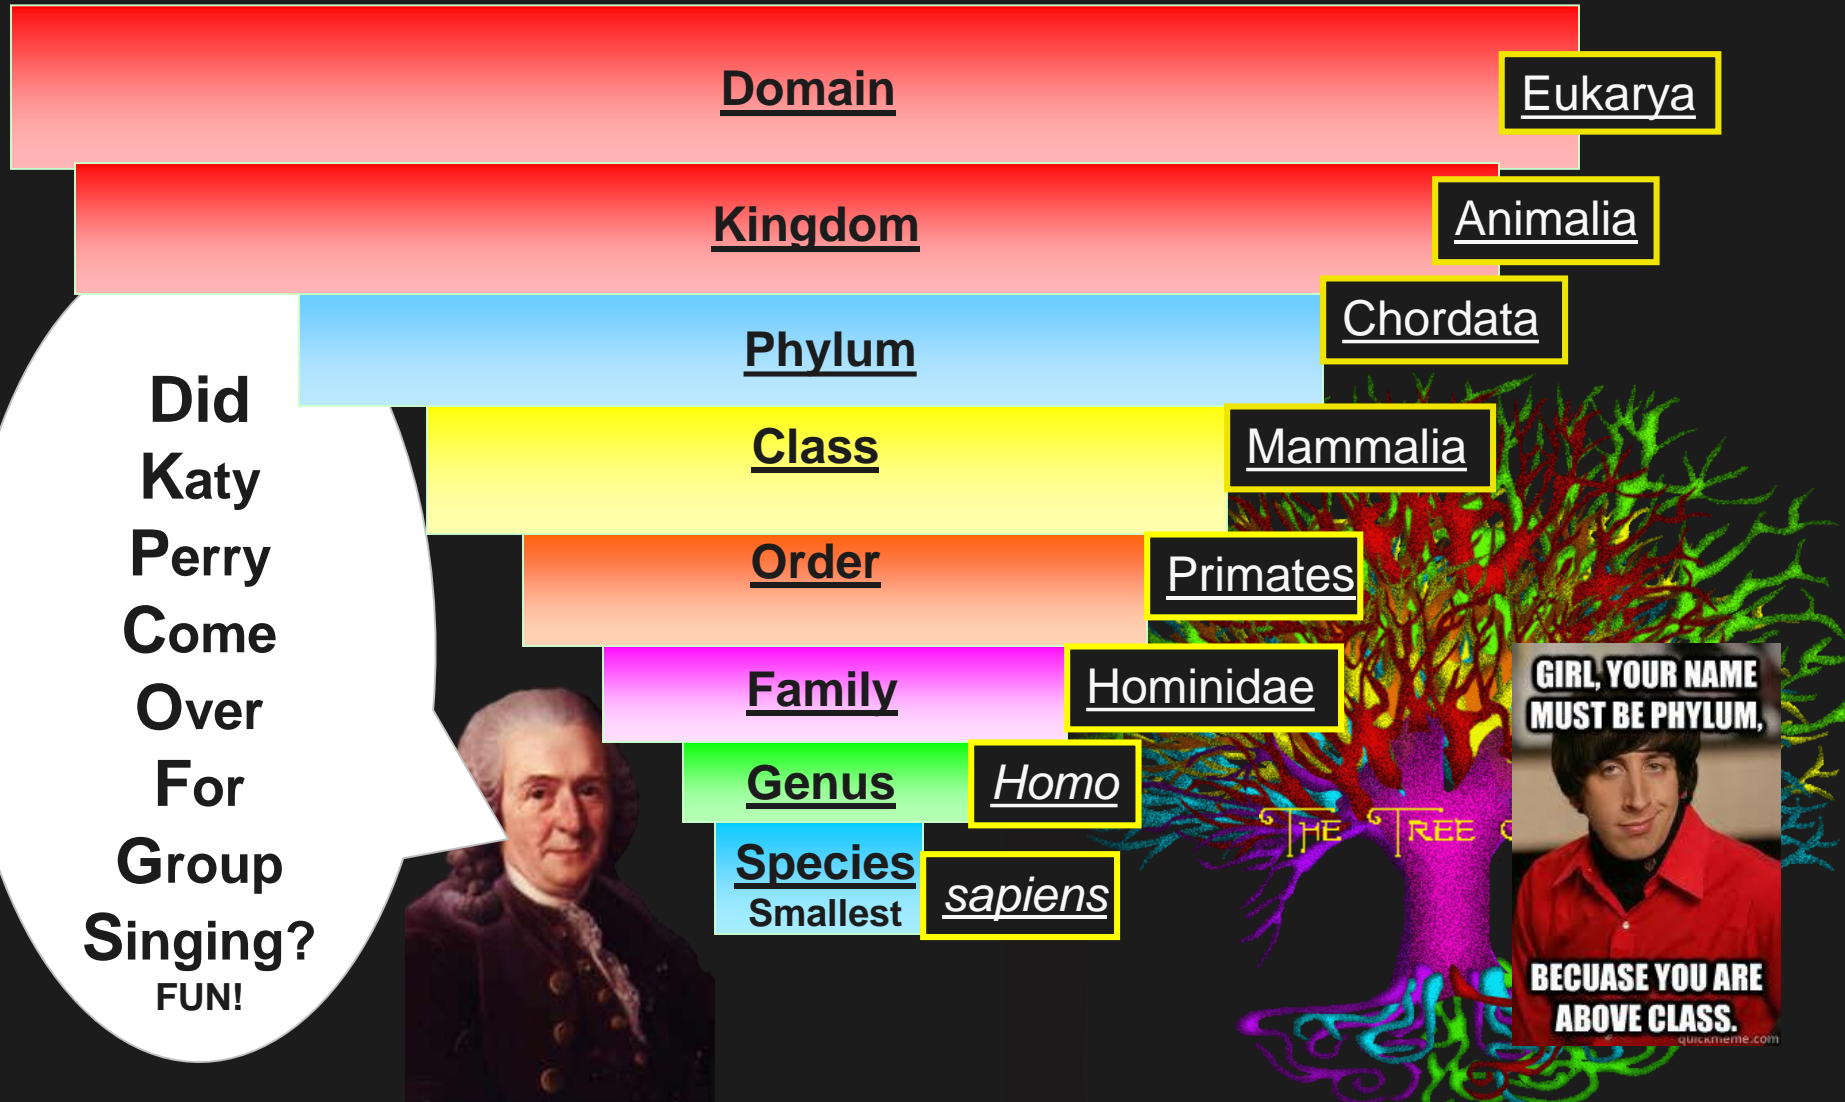 Domain
Eukarya
Kingdom
Animalia
Phylum
Chordata
Class
Mammalia
Order
Primates
Family
Hominidae
Genus
Homo
Species
Smallest
sapiens
Did
Katy
Perry
Come
Over
For
Group
Singing?
FUN!
THE TREE
GIRL, YOUR NAME
MUST BE PHYLUM,
BECUASE YOU ARE
ABOVE CLASS.
quickmeme.com